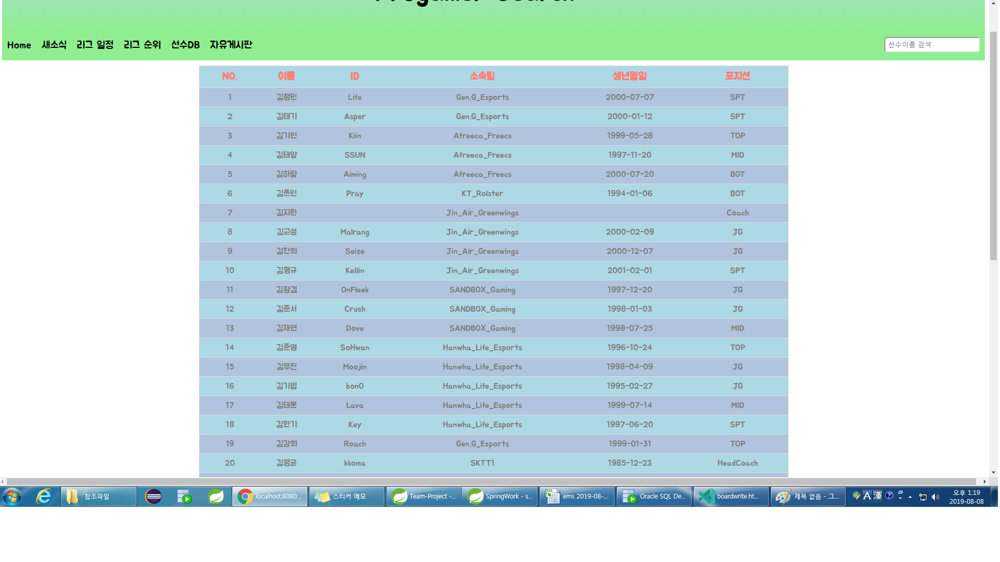 Progamer Search
Home 새소식 리그 일정 리그 순위 선수DB 자유게시판 선수이름 검색
NO. 이름 ID 소속팀 생년월일 포지션
1 김정민 Life Gen.G_Esports 2000-07-07 SPT
2 김태기 Asper Gen.G_Esports 2000-01-12 SPT
3 김기인 Kiin Afreeca_Freecs 1999-05-28 TOP
4 김태양 SSUN Afreeca_Freecs 1997-11-20 MID
5 김하람 Aiming Afreeca_Freecs 2000-07-20 BOT
6 김종인 Pray KT_Rolster 1994-01-06 BOT
7 김지환 Jin_Air_Greenwings Coach
8 김근성 Malrang Jin_Air_Greenwings 2000-02-09 JG
9 김찬희 Seize Jin_Air_Greenwings 2000-12-07 JG
10 김형규 Kellin Jin_Air_Greenwings 2001-02-01 SPT
11 김장겸 OnFleek SANDBOX_Gaming 1997-12-20 JG
12 김준서 Crush SANDBOX_Gaming 1998-01-03 JG
13 김재연 Dove SANDBOX_Gaming 1998-07-25 MID
14 김준영 SoHwan Hanwha_Life_Esports 1996-10-24 TOP
15 김무진 Moojin Hanwha_Life_Esports 1998-04-09 JG
16 김기범 bonO Hanwha_Life_Esports 1995-02-27 JG
17 김태훈 Lava Hanwha_Life_Esports 1999-07-14 MID
18 김한기 Key Hanwha_Life_Esports 1997-06-20 SPT
19 김강희 Roach Gen.G_Esports 1999-01-31 TOP
20 김정균 kkoma SKTT1 1985-12-23 HeadCoach
참조파일 localhost:8080... 스티커 메모 Team-Project -... SpringWork - s... ems 2019-08-... Oracle SQL De... boardwrite.ht... 제목 없음 - 그... A 漢 오후 1:19
2019-08-08